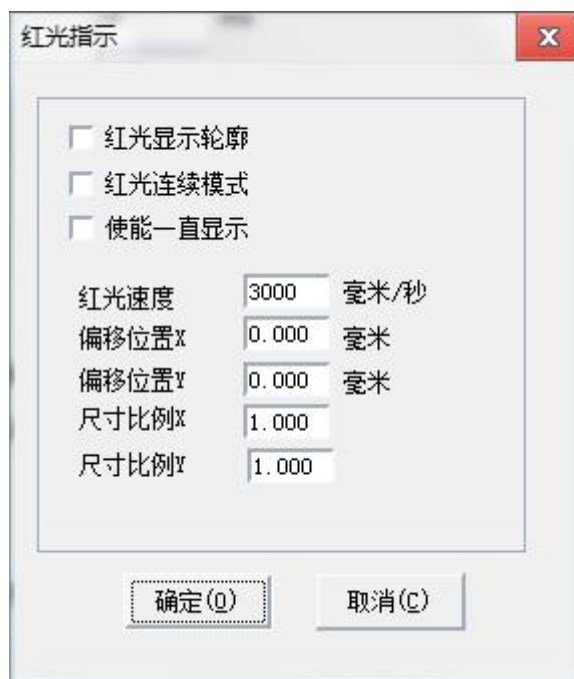 红光指示
红光显示轮廓
红光连续模式
使能一直显示
红光速度 3000 毫米/秒
偏移位置X 0.000 毫米
偏移位置Y 0.000 毫米
尺寸比例X 1.000
尺寸比例Y 1.000
确定(O) 取消(C)